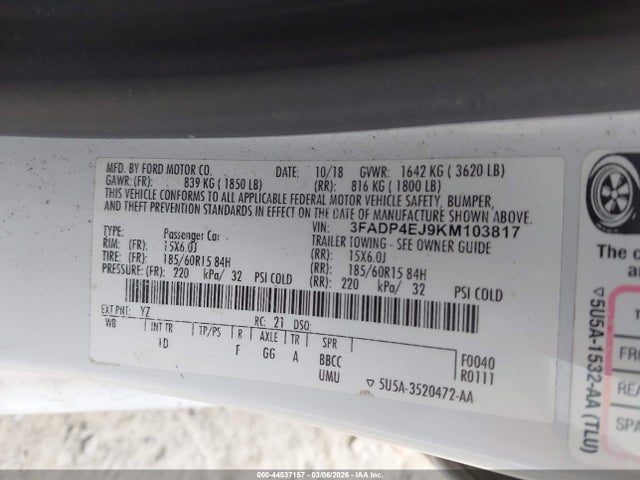 MFD. BY FORD MOTOR CO. DATE: 10/18 GVWR: 1642 KG ( 3620 LB)
GAWR: (FR): 839 KG ( 1850 LB) (RR): 816 KG ( 1800 LB)
THIS VEHICLE CONFORMS TO ALL APPLICABLE FEDERAL MOTOR VEHICLE SAFETY, BUMPER,
AND THEFT PREVENTION STANDARDS IN EFFECT ON THE DATE OF MANUFACTURE SHOWN ABOVE.
VIN: 3FADP4EJ9KM103817
TYPE: Passenger Car TRAILER TOWING - SEE OWNER GUIDE
RIM: (FR): 15X6.0J (RR): 15X6.0J
TIRE: (FR): 185/60R15 84H (RR): 185/60R15 84H
PRESSURE: (FR): 220 kPa/ 32 PSI COLD (RR): 220 kPa/ 32 PSI COLD
EXT PNT: YZ RC: 21 DSO:
WB INT TR TP/PS R AXLE TR SPR
1D F GG A BBCC F0040
UMU R0111
▽ 5U5A-3520472-AA
The c
an
▽ 5U5A-1532-AA (TLU)
T
FRO
REA
SPA
000-44537157 | 03/06/2026 - IAA, Inc.